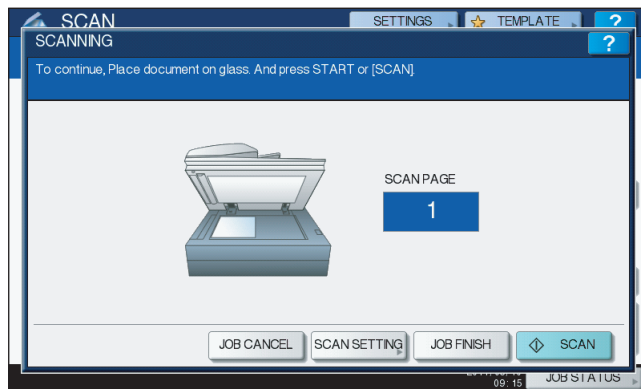 SCAN
SETTINGS
TEMPLATE
?
SCANNING
?
To continue, Place document on glass. And press START or [SCAN].
SCAN PAGE
1
JOB CANCEL
SCAN SETTING
JOB FINISH
SCAN
09:15
JOB STATUS